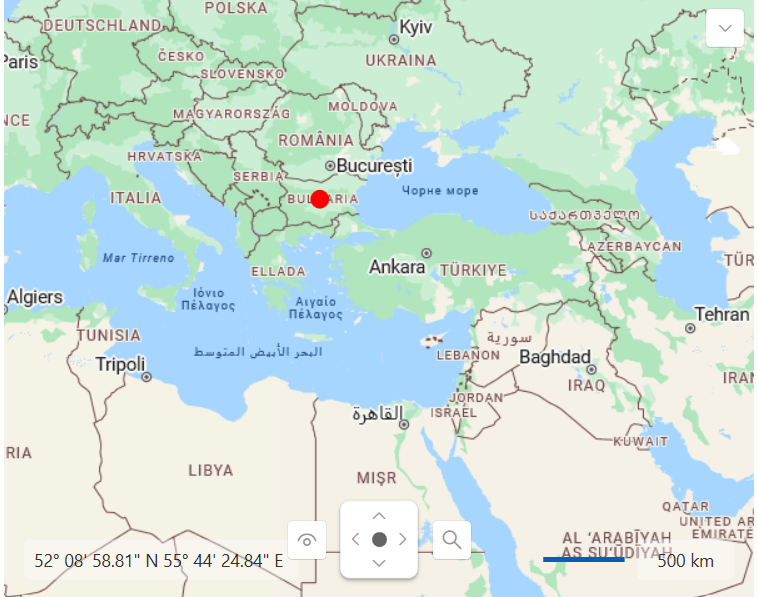 POLSKA
DEUTSCHLAND
Kyiv
Paris
ČESKO
УКRAINA
SLOVENSKO
MOLDOVA
MAGYARORSZÁG
NCE
ROMÂNIA
HRVATSKA
București
SERBIA
Чорне море
ITALIA
BULGARIA
საქართველო
AZERBAYCAN
Mar Tirreno
Ankara
TÜRKIYE
TÜR
ELLADA
Algiers
Ιόνιο
Πέλαγος
Αιγαίο
Πέλαγος
Tehran
TUNISIA
سورية
البحر الأبيض المتوسط
LEBANON
Baghdad
Tripoli
IRAQ
IRAN
JORDAN
القاهرة
ISRAEL
KUWAIT
RIA
LIBYA
MIŞR
QATAR
UNITED AR
EMIRATE
AL ‘ARABĪYAH
AS SU‘ŪDĪYAH
52° 08' 58.81" N 55° 44' 24.84" E
500 km